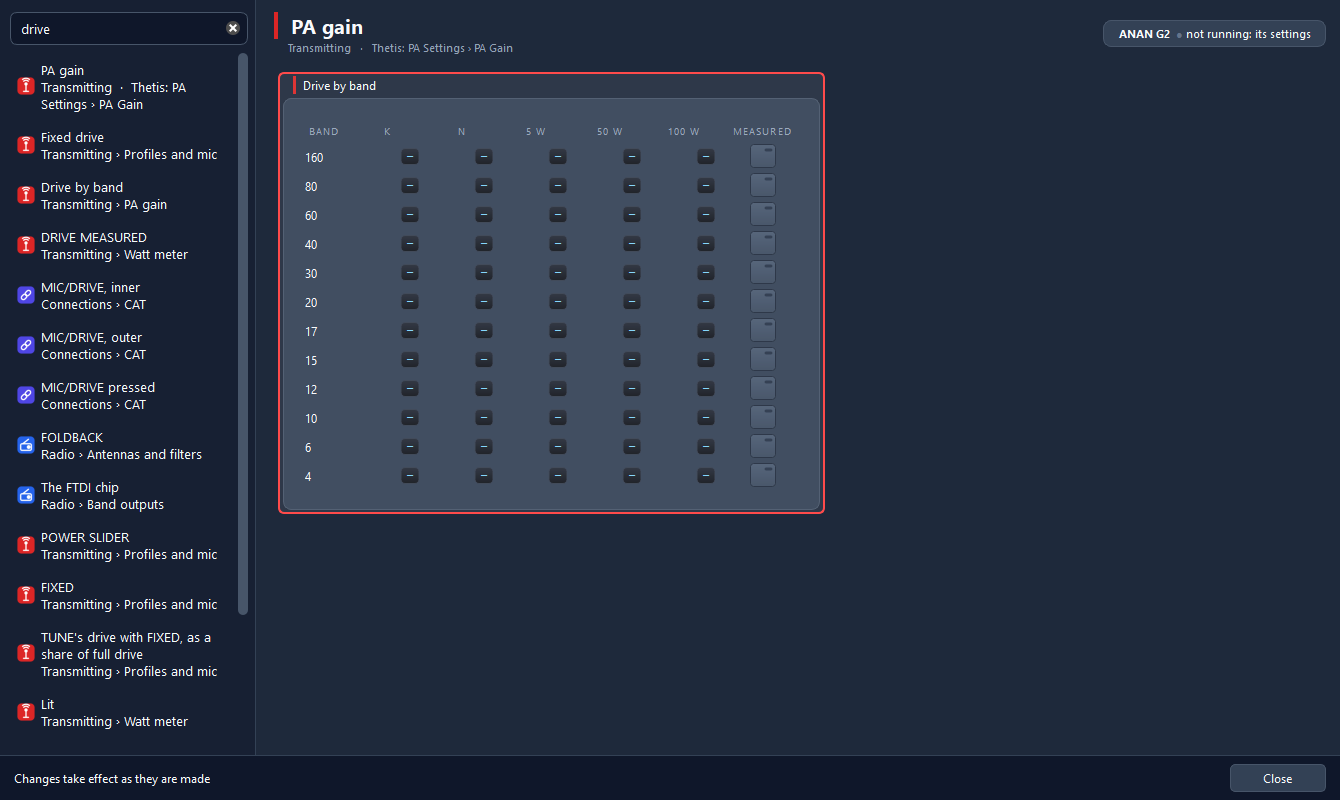 drive
PA gain
Transmitting · Thetis: PA
Settings › PA Gain
Fixed drive
Transmitting › Profiles and mic
Drive by band
Transmitting › PA gain
DRIVE MEASURED
Transmitting › Watt meter
MIC/DRIVE, inner
Connections › CAT
MIC/DRIVE, outer
Connections › CAT
MIC/DRIVE pressed
Connections › CAT
FOLDBACK
Radio › Antennas and filters
The FTDI chip
Radio › Band outputs
POWER SLIDER
Transmitting › Profiles and mic
FIXED
Transmitting › Profiles and mic
TUNE's drive with FIXED, as a
share of full drive
Transmitting › Profiles and mic
Lit
Transmitting › Watt meter
PA gain
Transmitting · Thetis: PA Settings › PA Gain
ANAN G2 • not running: its settings
Drive by band
BAND K N 5 W 50 W 100 W MEASURED
160 – – – – –
80 – – – – –
60 – – – – –
40 – – – – –
30 – – – – –
20 – – – – –
17 – – – – –
15 – – – – –
12 – – – – –
10 – – – – –
6 – – – – –
4 – – – – –
Changes take effect as they are made
Close